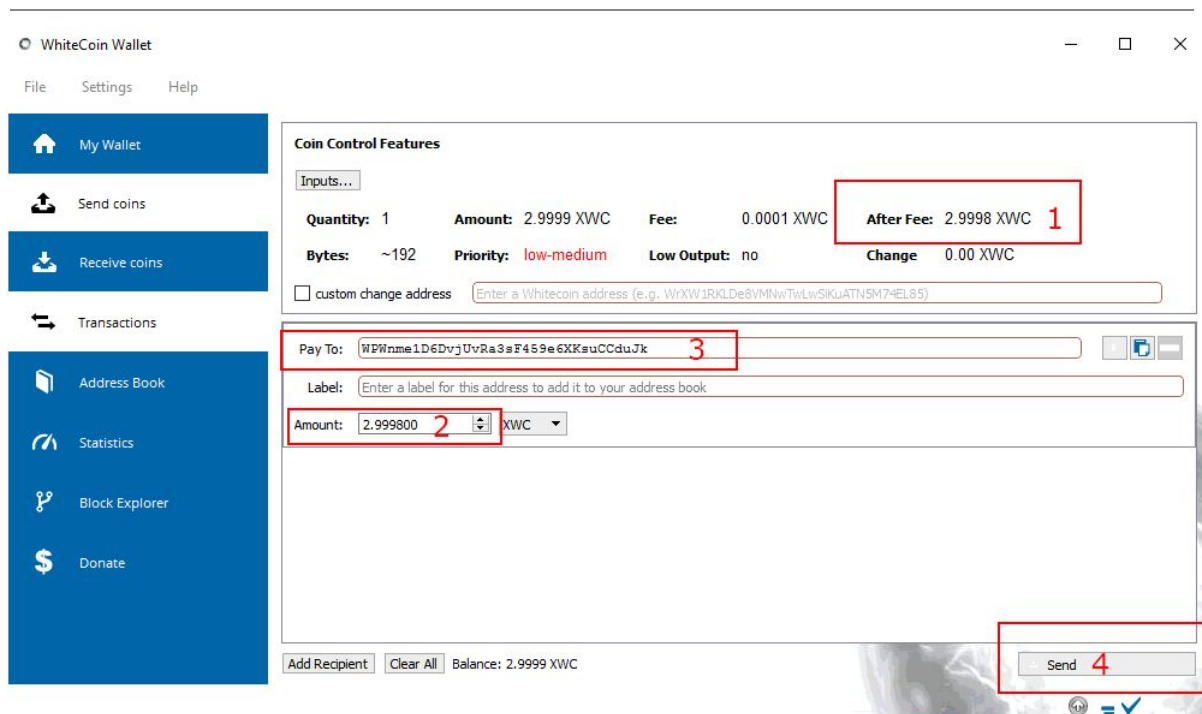 WhiteCoin Wallet
File Settings Help
My Wallet
Send coins
Receive coins
Transactions
Address Book
Statistics
Block Explorer
Donate
Coin Control Features
Inputs...
Quantity: 1 Amount: 2.9999 XWC Fee: 0.0001 XWC After Fee: 2.9998 XWC 1
Bytes: ~192 Priority: low-medium Low Output: no Change 0.00 XWC
custom change address Enter a Whitecoin address (e.g. WrXW1RKLDe8VMNwTwLwSiKuATN5M74EL85)
Pay To: WPWnme1D6DvjUvRa3sF459e6XKsuCCduJk 3
Label: Enter a label for this address to add it to your address book
Amount: 2.999800 2 XWC
Add Recipient Clear All Balance: 2.9999 XWC Send 4